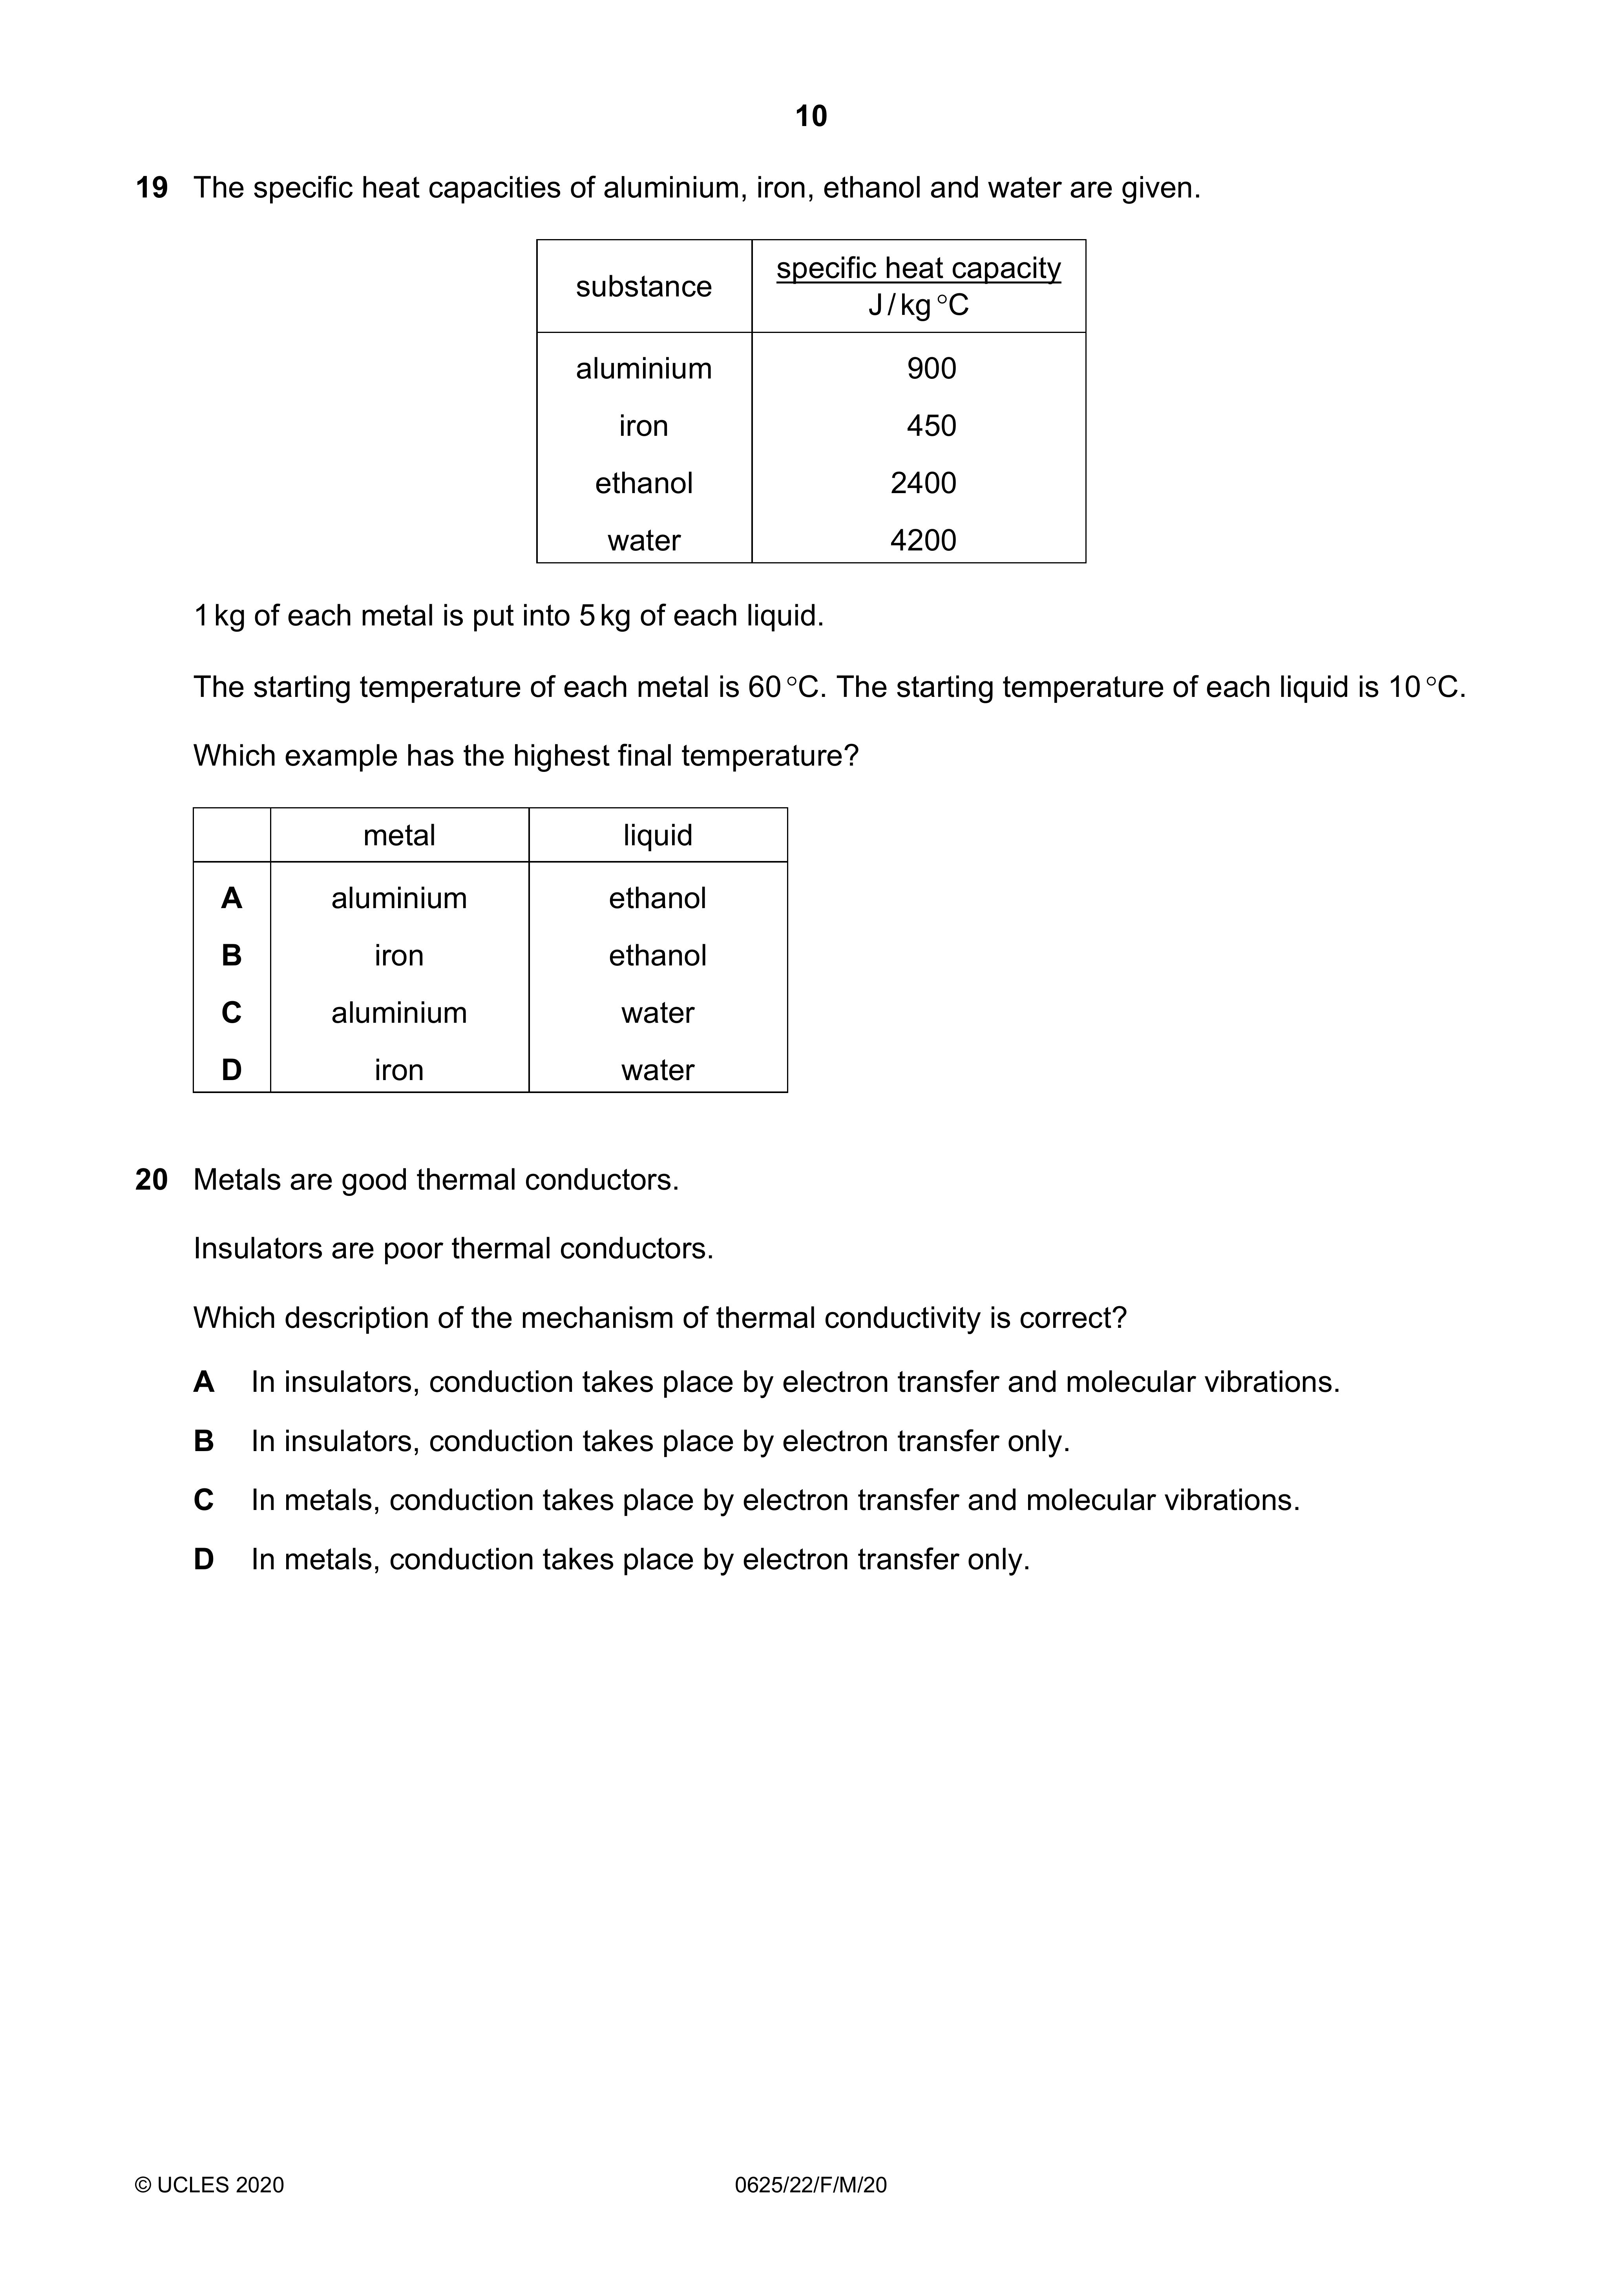 10
19 The specific heat capacities of aluminium, iron, ethanol and water are given.
substance
specific heat capacity
J / kg °C
aluminium 900
iron 450
ethanol 2400
water 4200
1 kg of each metal is put into 5 kg of each liquid.
The starting temperature of each metal is 60 °C. The starting temperature of each liquid is 10 °C.
Which example has the highest final temperature?
metal liquid
A aluminium ethanol
B iron ethanol
C aluminium water
D iron water
20 Metals are good thermal conductors.
Insulators are poor thermal conductors.
Which description of the mechanism of thermal conductivity is correct?
A In insulators, conduction takes place by electron transfer and molecular vibrations.
B In insulators, conduction takes place by electron transfer only.
C In metals, conduction takes place by electron transfer and molecular vibrations.
D In metals, conduction takes place by electron transfer only.
© UCLES 2020 0625/22/F/M/20